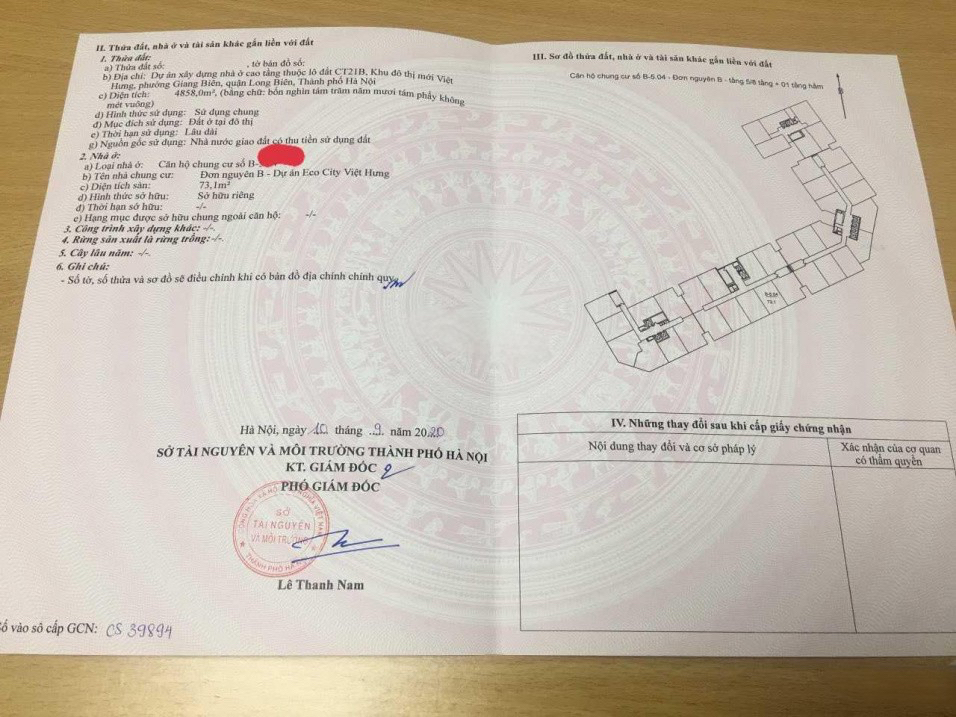 II. Thửa đất, nhà ở và tài sản khác gắn liền với đất
1. Thửa đất:
a) Thửa đất số: , tờ bản đồ số:
b) Địa chỉ: Dự án xây dựng nhà ở cao tầng thuộc lô đất CT21B, Khu đô thị mới Việt
Hưng, phường Giang Biên, quận Long Biên, Thành phố Hà Nội
c) Diện tích: 4858,0m², (bằng chữ: bốn nghìn tám trăm năm mươi tám phẩy không
mét vuông)
d) Hình thức sử dụng: Sử dụng chung
đ) Mục đích sử dụng: Đất ở tại đô thị
e) Thời hạn sử dụng: Lâu dài
g) Nguồn gốc sử dụng: Nhà nước giao đất có thu tiền sử dụng đất
2. Nhà ở:
a) Loại nhà ở: Căn hộ chung cư số B-
b) Tên nhà chung cư: Đơn nguyên B - Dự án Eco City Việt Hưng
c) Diện tích sàn: 73,1m²
d) Hình thức sở hữu: Sở hữu riêng
đ) Thời hạn sở hữu: -/-
e) Hạng mục được sở hữu chung ngoài căn hộ: -/-
3. Công trình xây dựng khác: -/-.
4. Rừng sản xuất là rừng trồng:-/-.
5. Cây lâu năm: -/-.
6. Ghi chú:
- Số tờ, số thửa và sơ đồ sẽ điều chỉnh khi có bản đồ địa chính chính quy
Hà Nội, ngày 10 tháng 9 năm 2020
SỞ TÀI NGUYÊN VÀ MÔI TRƯỜNG THÀNH PHỐ HÀ NỘI
KT. GIÁM ĐỐC
PHÓ GIÁM ĐỐC
SỞ
TÀI NGUYÊN
VÀ MÔI TRƯỜNG
THÀNH PHỐ HÀ NỘI
Lê Thanh Nam
Số vào sổ cấp GCN: CS 39894
III. Sơ đồ thửa đất, nhà ở và tài sản khác gắn liền với đất
Căn hộ chung cư số B-5.04 - Đơn nguyên B - tầng 5/8 tầng + 01 tầng hầm
IV. Những thay đổi sau khi cấp giấy chứng nhận
Nội dung thay đổi và cơ sở pháp lý
Xác nhận của cơ quan
có thẩm quyền